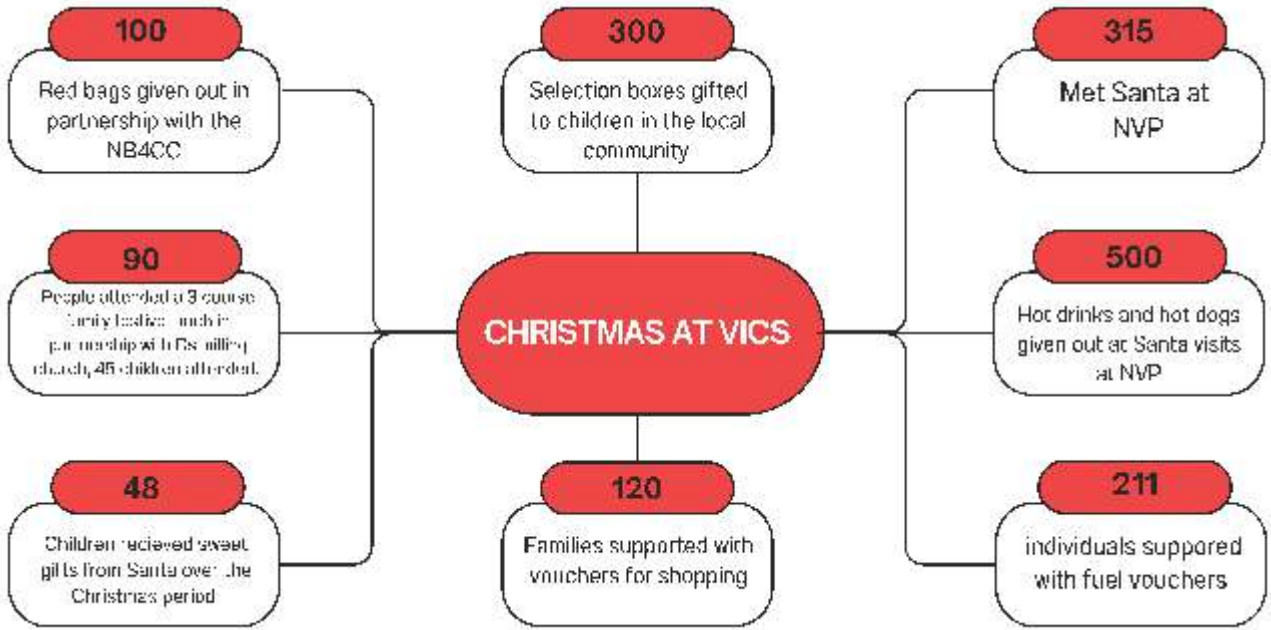 100
Red bags given out in
partnership with the
NB4CC
300
Selection boxes gifted
to children in the local
community
315
Met Santa at
NVP
90
People attended a 3 course
family festive lunch in
partnership with
church, 45 children attended.
CHRISTMAS AT VICS
500
Hot drinks and hot dogs
given out at Santa visits
at NVP
48
Children recieved sweet
gifts from Santa over the
Christmas period
120
Families supported with
vouchers for shopping
211
individuals suppored
with fuel vouchers